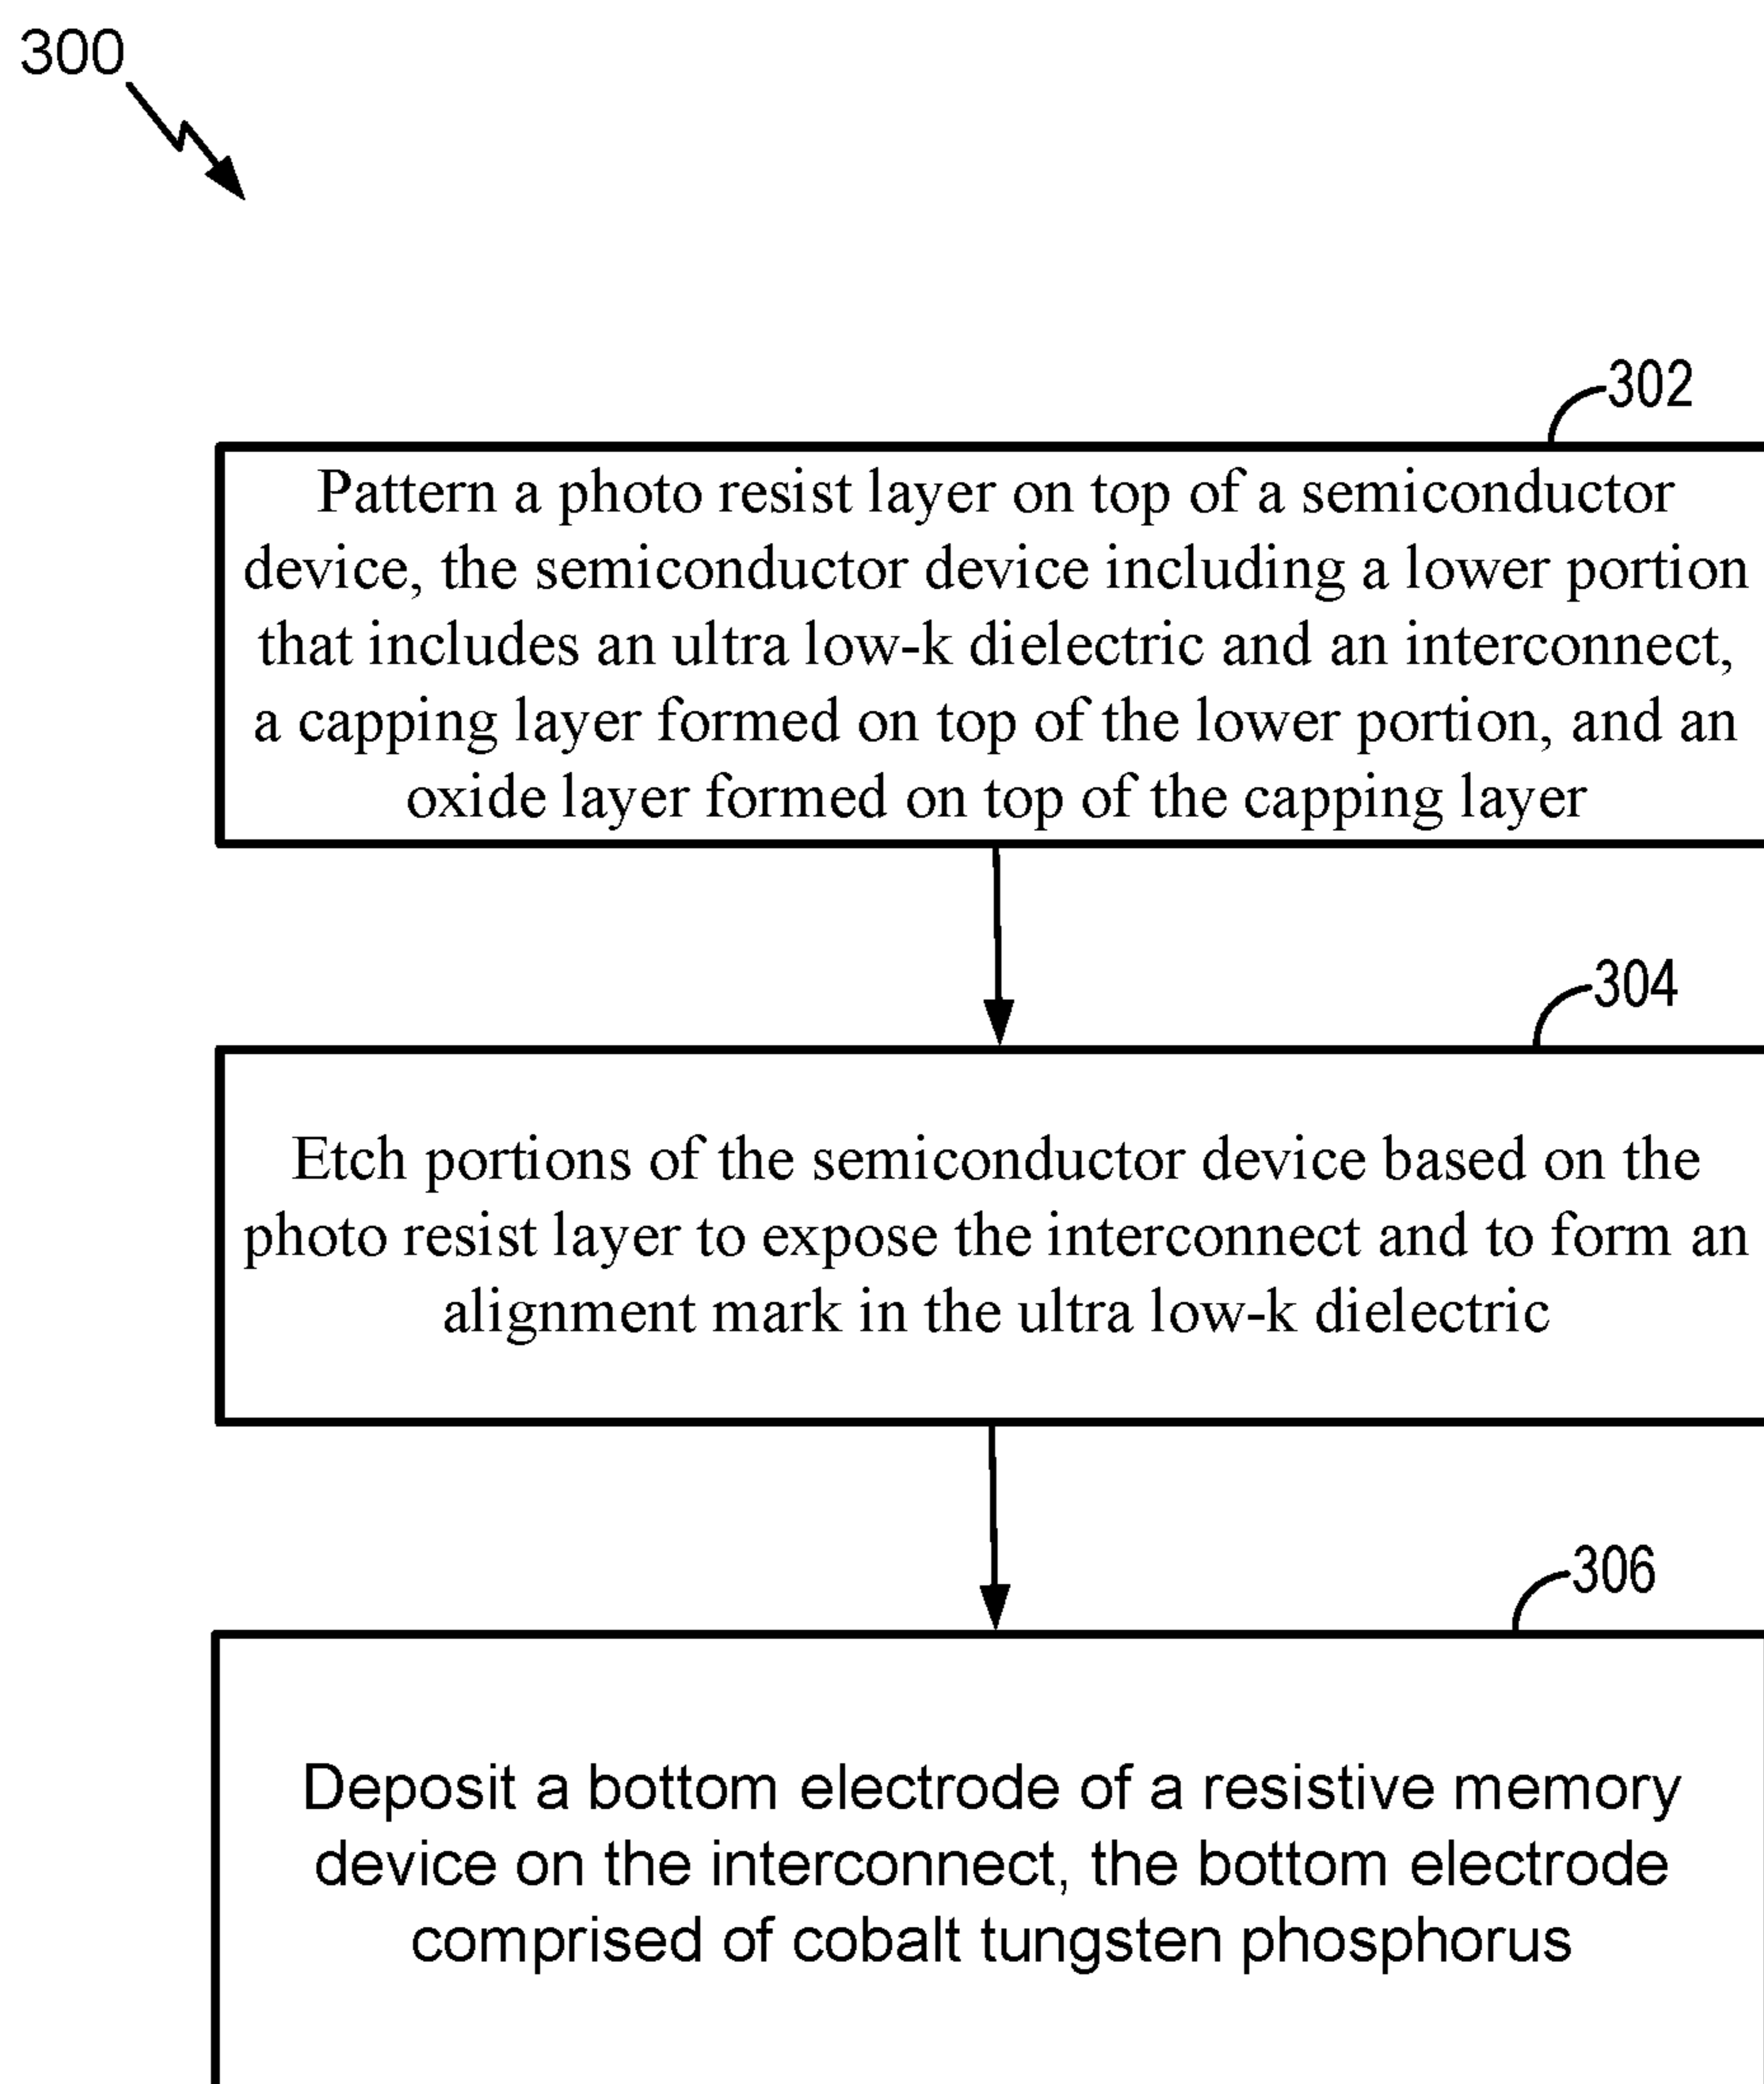 300
302
Pattern a photo resist layer on top of a semiconductor
device, the semiconductor device including a lower portion
that includes an ultra low-k dielectric and an interconnect,
a capping layer formed on top of the lower portion, and an
oxide layer formed on top of the capping layer
304
Etch portions of the semiconductor device based on the
photo resist layer to expose the interconnect and to form an
alignment mark in the ultra low-k dielectric
306
Deposit a bottom electrode of a resistive memory
device on the interconnect, the bottom electrode
comprised of cobalt tungsten phosphorus